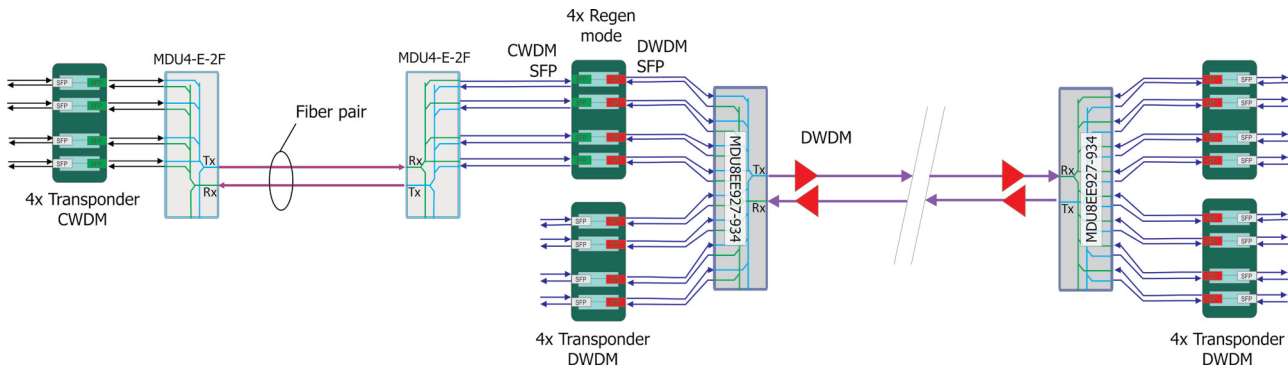 4x Regen
mode
MDU4-E-2F
MDU4-E-2F
CWDM
SFP
DWDM
SFP
SFP
SFP
SFP
SFP
Fiber pair
Tx
Rx
Rx
Tx
4x Transponder
CWDM
MDU8EE927-934
Tx
Rx
DWDM
SFP
SFP
SFP
SFP
4x Transponder
DWDM
Rx
Tx
MDU8EE927-934
SFP
SFP
SFP
SFP
SFP
SFP
SFP
SFP
4x Transponder
DWDM